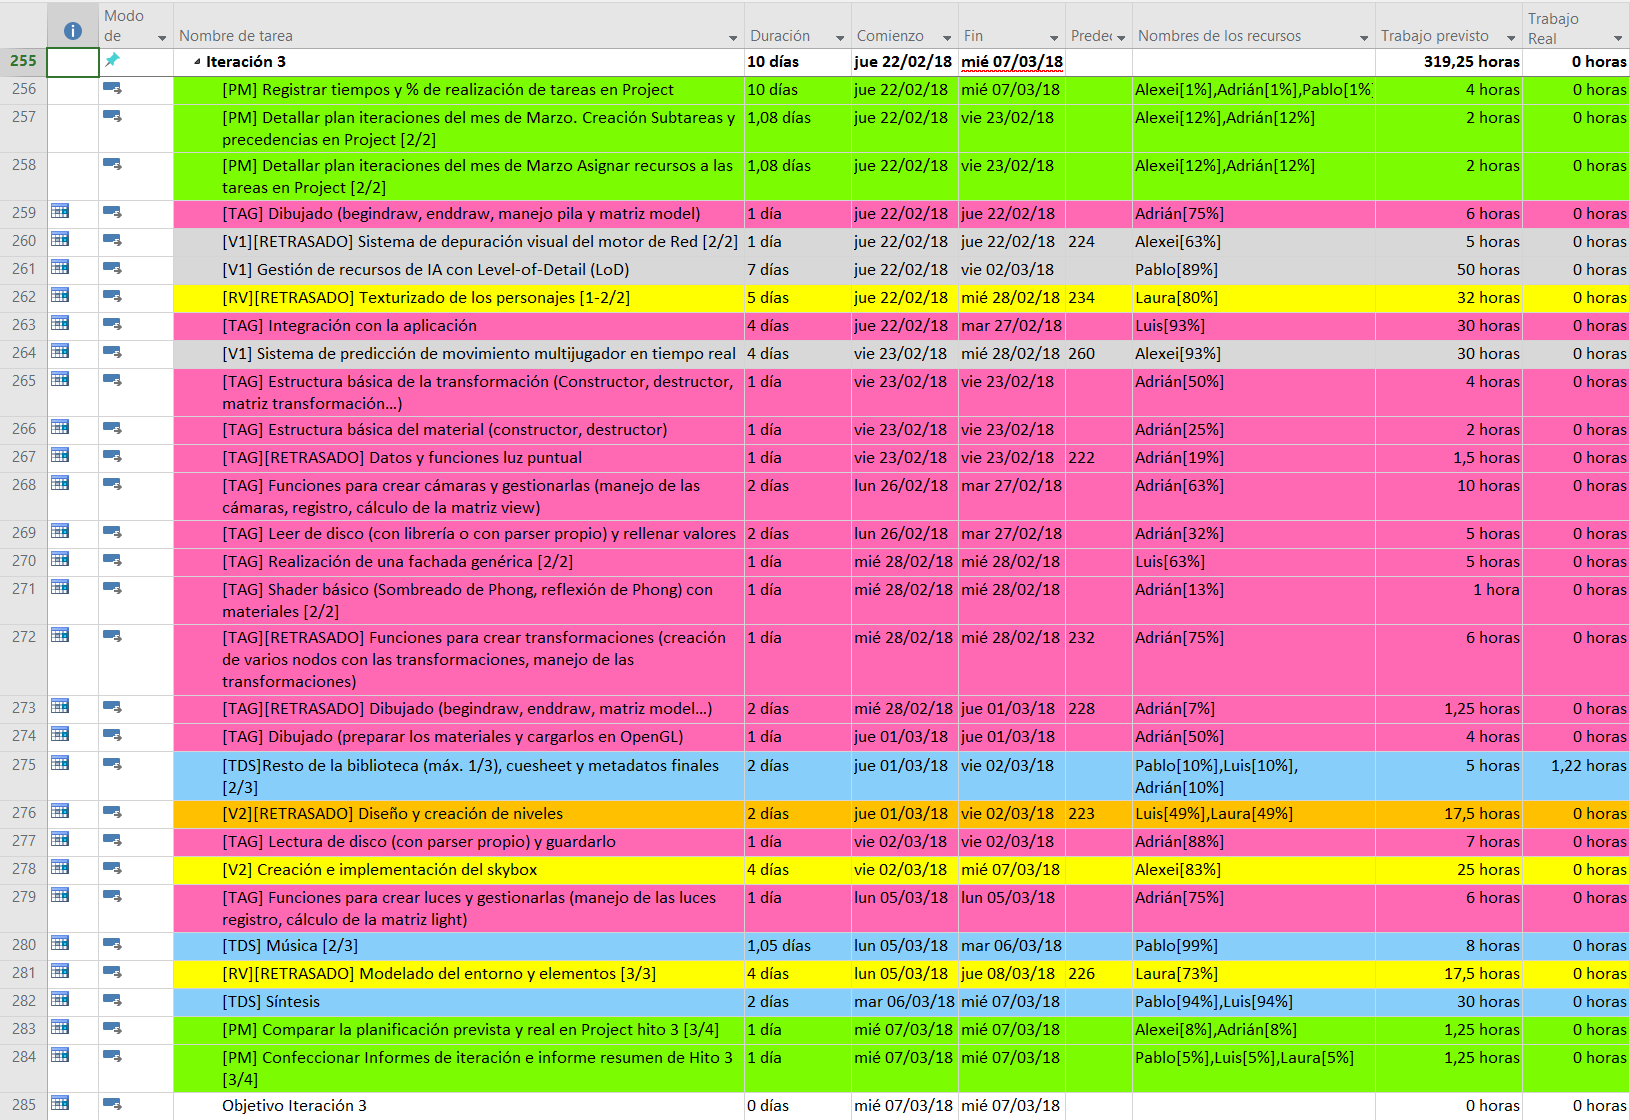 Modo de
Nombre de tarea
Duración
Comienzo
Fin
Predec
Nombres de los recursos
Trabajo previsto
Trabajo Real
255 Iteración 3 10 días jue 22/02/18 mié 07/03/18 319,25 horas 0 horas
256 [PM] Registrar tiempos y % de realización de tareas en Project 10 días jue 22/02/18 mié 07/03/18 Alexei[1%],Adrián[1%],Pablo[1% 4 horas 0 horas
257 [PM] Detallar plan iteraciones del mes de Marzo. Creación Subtareas y 1,08 días jue 22/02/18 vie 23/02/18 Alexei[12%],Adrián[12%] 2 horas 0 horas
precedencias en Project [2/2]
258 [PM] Detallar plan iteraciones del mes de Marzo Asignar recursos a las 1,08 días jue 22/02/18 vie 23/02/18 Alexei[12%],Adrián[12%] 2 horas 0 horas
tareas en Project [2/2]
259 [TAG] Dibujado (begindraw, enddraw, manejo pila y matriz model) 1 día jue 22/02/18 jue 22/02/18 Adrián[75%] 6 horas 0 horas
260 [V1][RETRASADO] Sistema de depuración visual del motor de Red [2/2] 1 día jue 22/02/18 jue 22/02/18 224 Alexei[63%] 5 horas 0 horas
261 [V1] Gestión de recursos de IA con Level-of-Detail (LoD) 7 días jue 22/02/18 vie 02/03/18 Pablo[89%] 50 horas 0 horas
262 [RV][RETRASADO] Texturizado de los personajes [1-2/2] 5 días jue 22/02/18 mié 28/02/18 234 Laura[80%] 32 horas 0 horas
263 [TAG] Integración con la aplicación 4 días jue 22/02/18 mar 27/02/18 Luis[93%] 30 horas 0 horas
264 [V1] Sistema de predicción de movimiento multijugador en tiempo real 4 días vie 23/02/18 mié 28/02/18 260 Alexei[93%] 30 horas 0 horas
265 [TAG] Estructura básica de la transformación (Constructor, destructor, 1 día vie 23/02/18 vie 23/02/18 Adrián[50%] 4 horas 0 horas
matriz transformación...)
266 [TAG] Estructura básica del material (constructor, destructor) 1 día vie 23/02/18 vie 23/02/18 Adrián[25%] 2 horas 0 horas
267 [TAG][RETRASADO] Datos y funciones luz puntual 1 día vie 23/02/18 vie 23/02/18 222 Adrián[19%] 1,5 horas 0 horas
268 [TAG] Funciones para crear cámaras y gestionarlas (manejo de las 2 días lun 26/02/18 mar 27/02/18 Adrián[63%] 10 horas 0 horas
cámaras, registro, cálculo de la matriz view)
269 [TAG] Leer de disco (con librería o con parser propio) y rellenar valores 2 días lun 26/02/18 mar 27/02/18 Adrián[32%] 5 horas 0 horas
270 [TAG] Realización de una fachada genérica [2/2] 1 día mié 28/02/18 mié 28/02/18 Luis[63%] 5 horas 0 horas
271 [TAG] Shader básico (Sombreado de Phong, reflexión de Phong) con 1 día mié 28/02/18 mié 28/02/18 Adrián[13%] 1 hora 0 horas
materiales [2/2]
272 [TAG][RETRASADO] Funciones para crear transformaciones (creación 1 día mié 28/02/18 mié 28/02/18 232 Adrián[75%] 6 horas 0 horas
de varios nodos con las transformaciones, manejo de las
transformaciones)
273 [TAG][RETRASADO] Dibujado (begindraw, enddraw, matriz model...) 2 días mié 28/02/18 jue 01/03/18 228 Adrián[7%] 1,25 horas 0 horas
274 [TAG] Dibujado (preparar los materiales y cargarlos en OpenGL) 1 día jue 01/03/18 jue 01/03/18 Adrián[50%] 4 horas 0 horas
275 [TDS]Resto de la biblioteca (máx. 1/3), cuesheet y metadatos finales 2 días jue 01/03/18 vie 02/03/18 Pablo[10%],Luis[10%], 5 horas 1,22 horas
[2/3] Adrián[10%]
276 [V2][RETRASADO] Diseño y creación de niveles 2 días jue 01/03/18 vie 02/03/18 223 Luis[49%],Laura[49%] 17,5 horas 0 horas
277 [TAG] Lectura de disco (con parser propio) y guardarlo 1 día vie 02/03/18 vie 02/03/18 Adrián[88%] 7 horas 0 horas
278 [V2] Creación e implementación del skybox 4 días vie 02/03/18 mié 07/03/18 Alexei[83%] 25 horas 0 horas
279 [TAG] Funciones para crear luces y gestionarlas (manejo de las luces 1 día lun 05/03/18 lun 05/03/18 Adrián[75%] 6 horas 0 horas
registro, cálculo de la matriz light)
280 [TDS] Música [2/3] 1,05 días lun 05/03/18 mar 06/03/18 Pablo[99%] 8 horas 0 horas
281 [RV][RETRASADO] Modelado del entorno y elementos [3/3] 4 días lun 05/03/18 jue 08/03/18 226 Laura[73%] 17,5 horas 0 horas
282 [TDS] Síntesis 2 días mar 06/03/18 mié 07/03/18 Pablo[94%],Luis[94%] 30 horas 0 horas
283 [PM] Comparar la planificación prevista y real en Project hito 3 [3/4] 1 día mié 07/03/18 mié 07/03/18 Alexei[8%],Adrián[8%] 1,25 horas 0 horas
284 [PM] Confeccionar Informes de iteración e informe resumen de Hito 3 1 día mié 07/03/18 mié 07/03/18 Pablo[5%],Luis[5%],Laura[5%] 1,25 horas 0 horas
[3/4]
285 Objetivo Iteración 3 0 días mié 07/03/18 mié 07/03/18 0 horas 0 horas